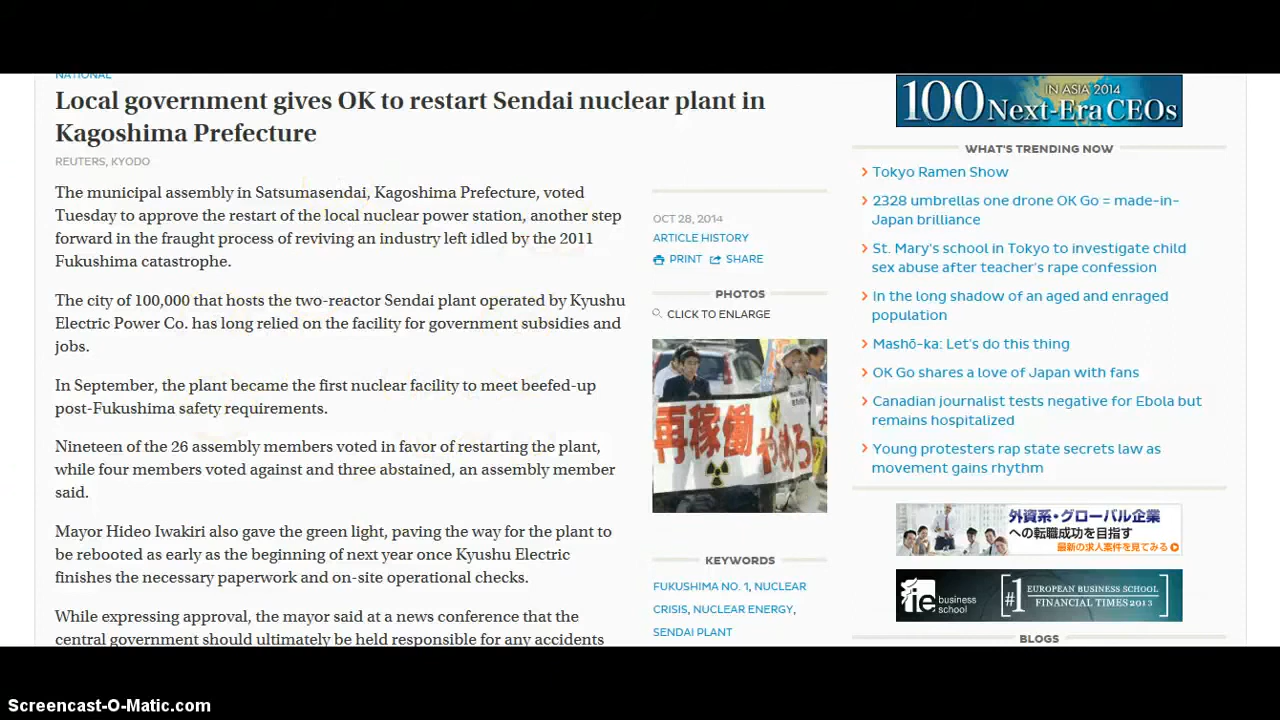 NATIONAL
Local government gives OK to restart Sendai nuclear plant in
Kagoshima Prefecture
REUTERS, KYODO
The municipal assembly in Satsumasendai, Kagoshima Prefecture, voted
Tuesday to approve the restart of the local nuclear power station, another step
forward in the fraught process of reviving an industry left idled by the 2011
Fukushima catastrophe.
The city of 100,000 that hosts the two-reactor Sendai plant operated by Kyushu
Electric Power Co. has long relied on the facility for government subsidies and
jobs.
In September, the plant became the first nuclear facility to meet beefed-up
post-Fukushima safety requirements.
Nineteen of the 26 assembly members voted in favor of restarting the plant,
while four members voted against and three abstained, an assembly member
said.
Mayor Hideo Iwakiri also gave the green light, paving the way for the plant to
be rebooted as early as the beginning of next year once Kyushu Electric
finishes the necessary paperwork and on-site operational checks.
While expressing approval, the mayor said at a news conference that the
central government should ultimately be held responsible for any accidents
OCT 28, 2014
ARTICLE HISTORY
PRINT SHARE
PHOTOS
CLICK TO ENLARGE
再稼働
やめろ
KEYWORDS
FUKUSHIMA NO. 1, NUCLEAR
CRISIS, NUCLEAR ENERGY,
SENDAI PLANT
100 IN ASIA 2014
Next-Era CEOs
WHAT'S TRENDING NOW
Tokyo Ramen Show
2328 umbrellas one drone OK Go = made-in-
Japan brilliance
St. Mary's school in Tokyo to investigate child
sex abuse after teacher's rape confession
In the long shadow of an aged and enraged
population
Mashō-ka: Let's do this thing
OK Go shares a love of Japan with fans
Canadian journalist tests negative for Ebola but
remains hospitalized
Young protesters rap state secrets law as
movement gains rhythm
外資系・グローバル企業
への転職成功を目指す
最新の求人案件を見てみる
ie business
school
#1 EUROPEAN BUSINESS SCHOOL
FINANCIAL TIMES 2013
BLOGS
Screencast-O-Matic.com